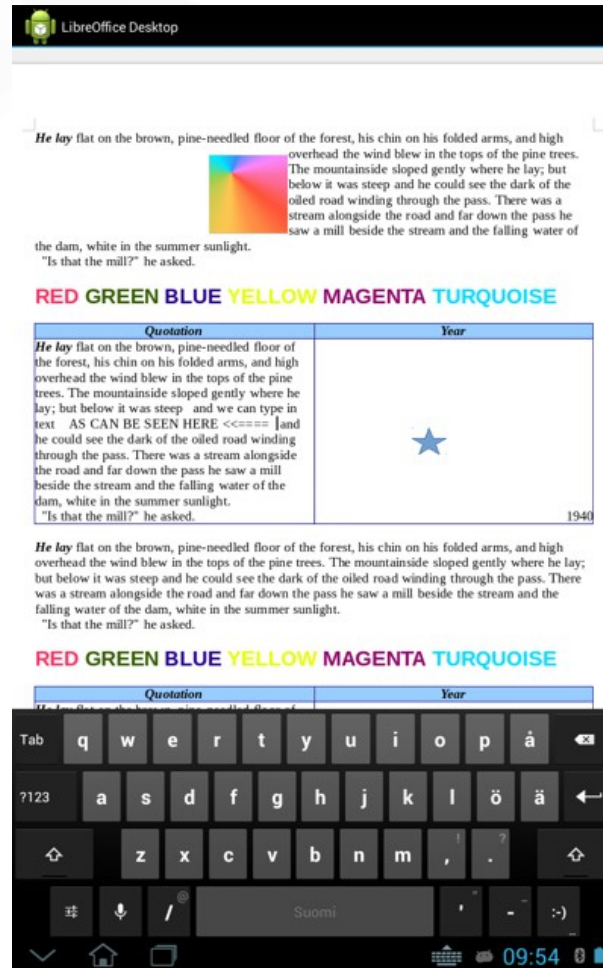 LibreOffice Desktop
He lay flat on the brown, pine-needled floor of the forest, his chin on his folded arms, and high
overhead the wind blew in the tops of the pine trees.
The mountainside sloped gently where he lay; but
below it was steep and he could see the dark of the
oiled road winding through the pass. There was a
stream alongside the road and far down the pass he
saw a mill beside the stream and the falling water of
the dam, white in the summer sunlight.
"Is that the mill?" he asked.
RED GREEN BLUE YELLOW MAGENTA TURQUOISE
Quotation Year
He lay flat on the brown, pine-needled floor of
the forest, his chin on his folded arms, and high
overhead the wind blew in the tops of the pine
trees. The mountainside sloped gently where he
lay; but below it was steep and we can type in
text AS CAN BE SEEN HERE <<==== and
he could see the dark of the oiled road winding
through the pass. There was a stream alongside
the road and far down the pass he saw a mill
beside the stream and the falling water of the
dam, white in the summer sunlight.
"Is that the mill?" he asked.
1940
He lay flat on the brown, pine-needled floor of the forest, his chin on his folded arms, and high
overhead the wind blew in the tops of the pine trees. The mountainside sloped gently where he lay;
but below it was steep and he could see the dark of the oiled road winding through the pass. There
was a stream alongside the road and far down the pass he saw a mill beside the stream and the
falling water of the dam, white in the summer sunlight.
"Is that the mill?" he asked.
RED GREEN BLUE YELLOW MAGENTA TURQUOISE
Quotation Year
Tab q w e r t y u i o p å
?123 a s d f g h j k l ö ä
z x c v b n m , ! . ?
/ @ Suomi ' " - _ :-)
09:54